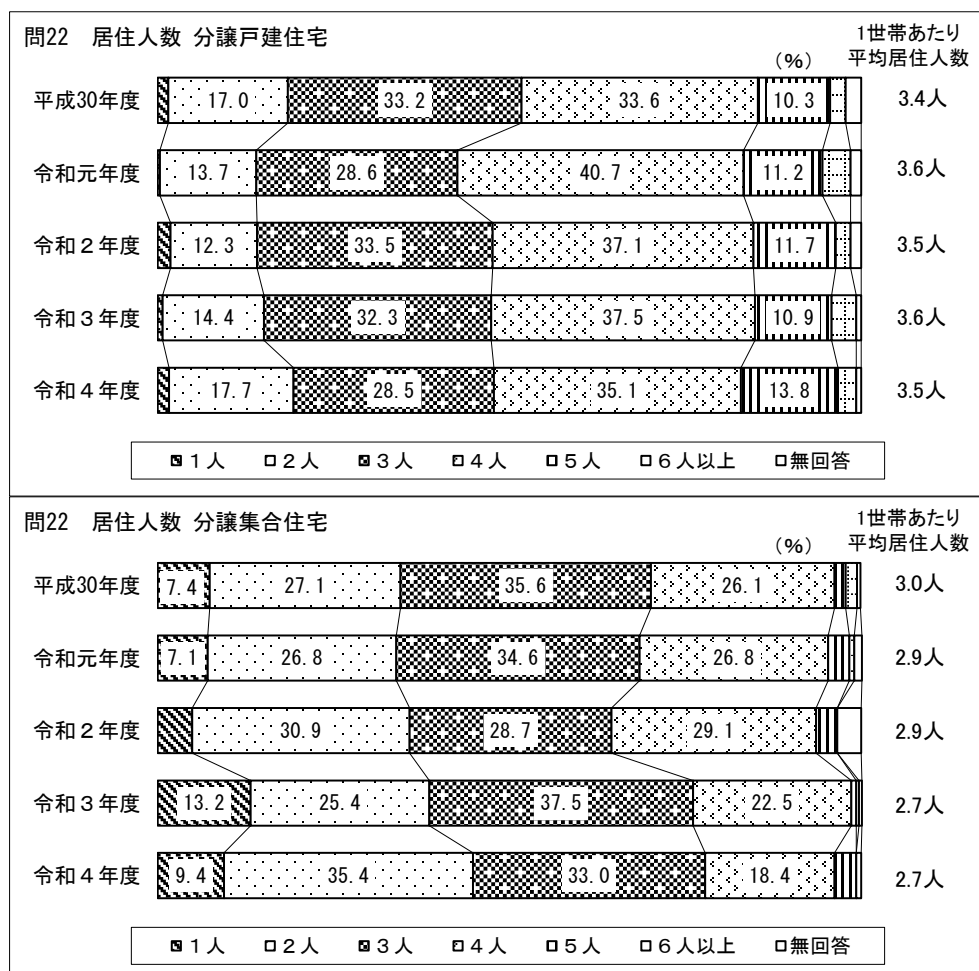 問22　居住人数 分譲戸建住宅
1世帯あたり
平均居住人数
（%）
平成30年度 17.0 33.2 33.6 10.3 3.4人
令和元年度 13.7 28.6 40.7 11.2 3.6人
令和２年度 12.3 33.5 37.1 11.7 3.5人
令和３年度 14.4 32.3 37.5 10.9 3.6人
令和４年度 17.7 28.5 35.1 13.8 3.5人
１人 ２人 ３人 ４人 ５人 ６人以上 無回答
問22　居住人数 分譲集合住宅
1世帯あたり
平均居住人数
（%）
平成30年度 7.4 27.1 35.6 26.1 3.0人
令和元年度 7.1 26.8 34.6 26.8 2.9人
令和２年度 30.9 28.7 29.1 2.9人
令和３年度 13.2 25.4 37.5 22.5 2.7人
令和４年度 9.4 35.4 33.0 18.4 2.7人
１人 ２人 ３人 ４人 ５人 ６人以上 無回答